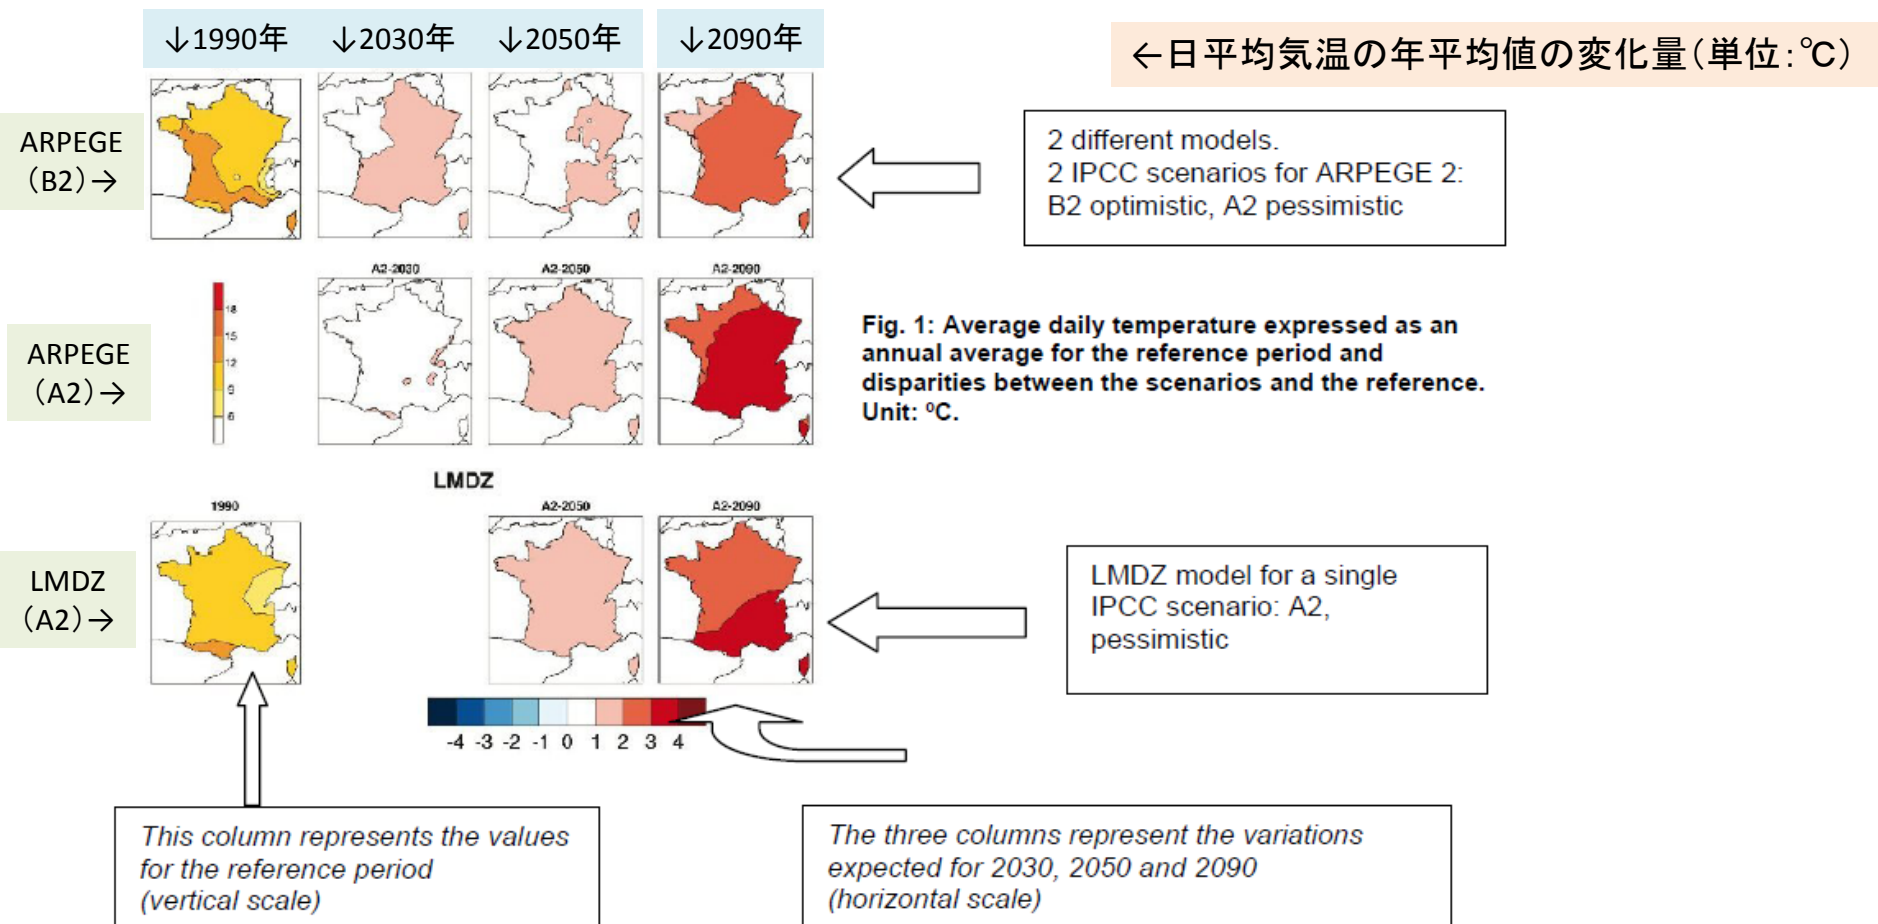 ↓1990年
↓2030年
↓2050年
↓2090年
←日平均気温の年平均値の変化量(単位:℃)
ARPEGE
(B2)→
2 different models.
2 IPCC scenarios for ARPEGE 2:
B2 optimistic, A2 pessimistic
A2-2030
A2-2050
A2-2090
ARPEGE
(A2)→
18
15
12
9
6
Fig. 1: Average daily temperature expressed as an
annual average for the reference period and
disparities between the scenarios and the reference.
Unit: ºC.
LMDZ
1990
A2-2050
A2-2090
LMDZ
(A2)→
LMDZ model for a single
IPCC scenario: A2,
pessimistic
-4 -3 -2 -1 0 1 2 3 4
This column represents the values
for the reference period
(vertical scale)
The three columns represent the variations
expected for 2030, 2050 and 2090
(horizontal scale)